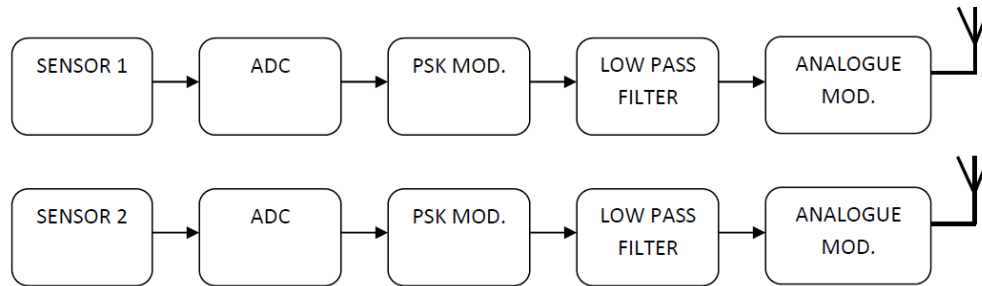 SENSOR 1
ADC
PSK MOD.
LOW PASS
FILTER
ANALOGUE
MOD.
SENSOR 2
ADC
PSK MOD.
LOW PASS
FILTER
ANALOGUE
MOD.